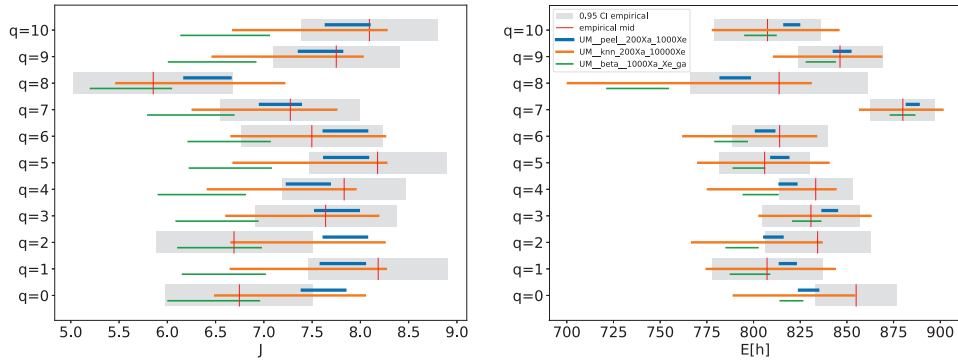 q=10
q=9
q=8
q=7
q=6
q=5
q=4
q=3
q=2
q=1
q=0
5.0 5.5 6.0 6.5 7.0 7.5 8.0 8.5 9.0
J
0.95 CI empirical
empirical mid
UM__peel__200Xa_1000Xe
UM__knn_200Xa_10000Xe
UM__beta__1000Xa_Xe_ga
q=10
q=9
q=8
q=7
q=6
q=5
q=4
q=3
q=2
q=1
q=0
700 725 750 775 800 825 850 875 900
E[h]